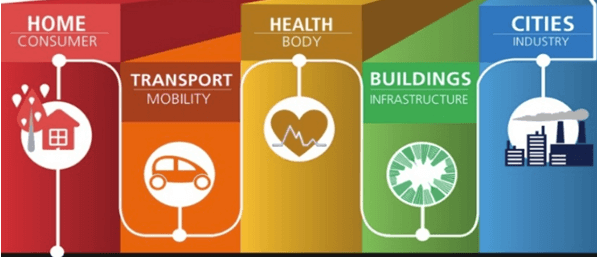 HOME
CONSUMER
TRANSPORT
MOBILITY
HEALTH
BODY
BUILDINGS
INFRASTRUCTURE
CITIES
INDUSTRY